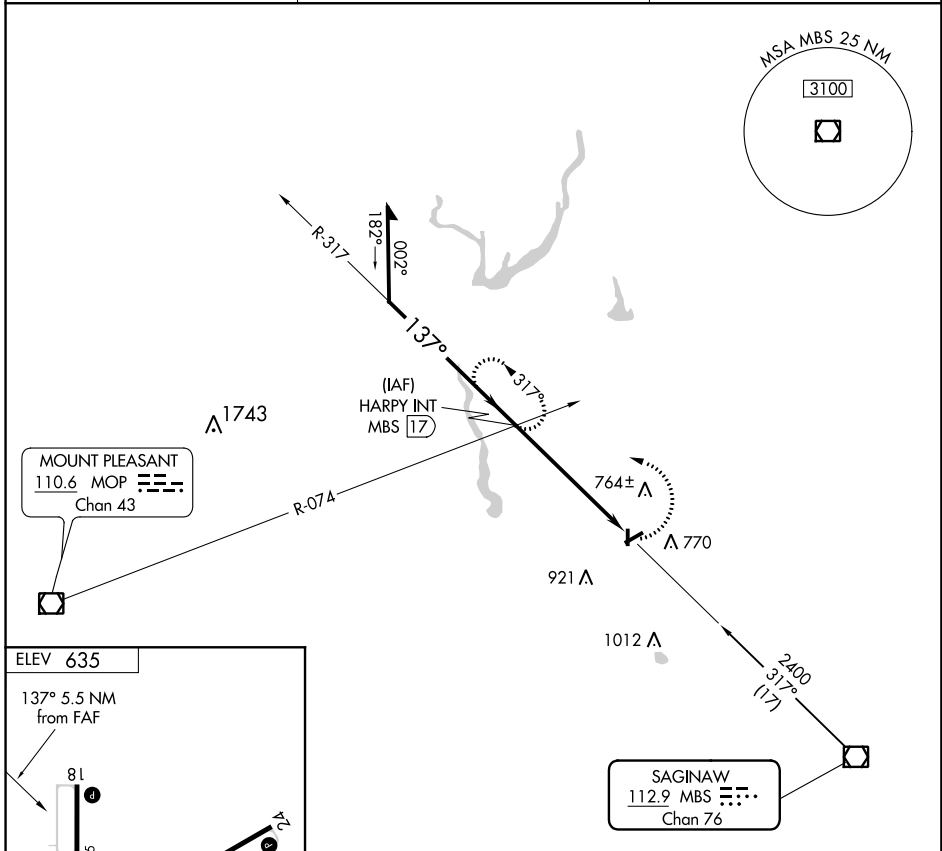 MSA MBS 25 NM
3100
R-317
182°
002°
137°
317°
(IAF)
HARPY INT
MBS 17
1743
MOUNT PLEASANT
110.6 MOP
Chan 43
R-074
764±
770
921
1012
2400
317°
(17)
SAGINAW
112.9 MBS
Chan 76
ELEV 635
137° 5.5 NM
from FAF
18
P
24
P